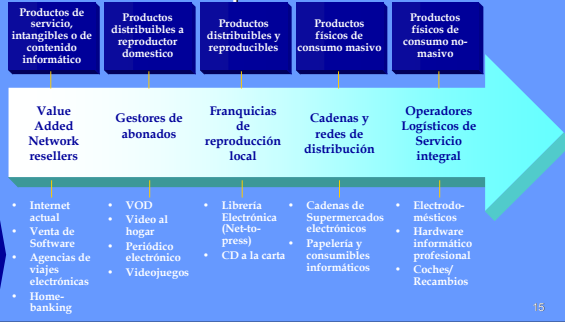 Productos de
servicio,
intangibles o de
contenido
informático
Productos
distribuibles a
reproductor
domestico
Productos
distribuibles y
reproducibles
Productos
físicos de
consumo masivo
Productos
físicos de
consumo no-
masivo
Value
Added
Network
resellers
Gestores de
abonados
Franquicias
de
reproducción
local
Cadenas y
redes de
distribución
Operadores
Logísticos de
Servicio
integral
• Internet
actual
• Venta de
Software
• Agencias de
viajes
electrónicas
• Home-
banking
• VOD
• Video al
hogar
• Periódico
electrónico
• Videojuegos
• Librería
Electrónica
(Net-to-
press)
• CD a la carta
• Cadenas de
Supermercados
electrónicos
• Papelería y
consumibles
informáticos
• Electrodo-
mésticos
• Hardware
informático
profesional
• Coches/
Recambios
15